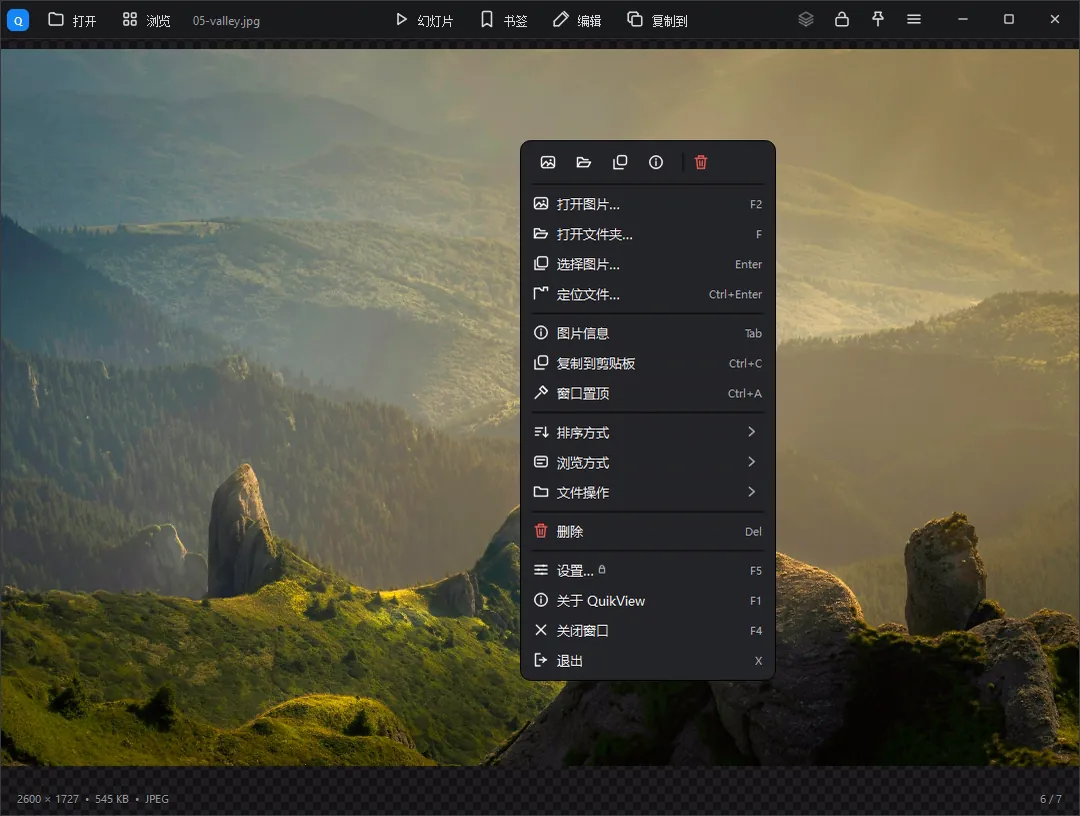 Q 打开 浏览 05-valley.jpg 幻灯片 书签 编辑 复制到
打开图片... F2
打开文件夹... F
选择图片... Enter
定位文件... Ctrl+Enter
图片信息 Tab
复制到剪贴板 Ctrl+C
窗口置顶 Ctrl+A
排序方式
浏览方式
文件操作
删除 Del
设置... F5
关于 QuikView F1
关闭窗口 F4
退出 X
2600 × 1727 • 545 KB • JPEG 6 / 7